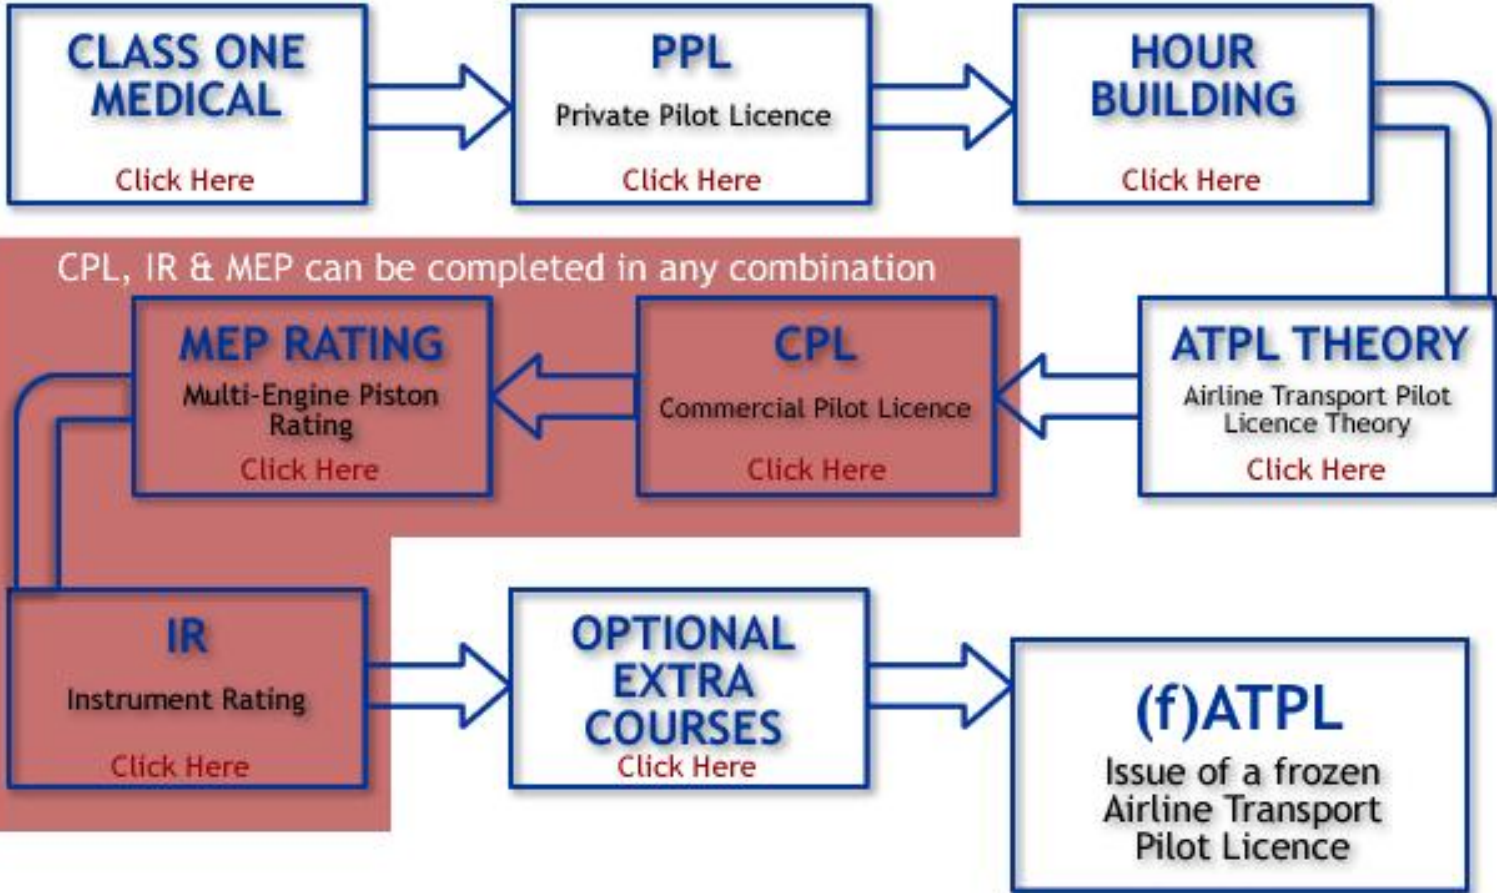 CLASS ONE
MEDICAL
Click Here
PPL
Private Pilot Licence
Click Here
HOUR
BUILDING
Click Here
CPL, IR & MEP can be completed in any combination
ATPL THEORY
Airline Transport Pilot
Licence Theory
Click Here
CPL
Commercial Pilot Licence
Click Here
MEP RATING
Multi-Engine Piston
Rating
Click Here
IR
Instrument Rating
Click Here
OPTIONAL
EXTRA
COURSES
Click Here
(f)ATPL
Issue of a frozen
Airline Transport
Pilot Licence